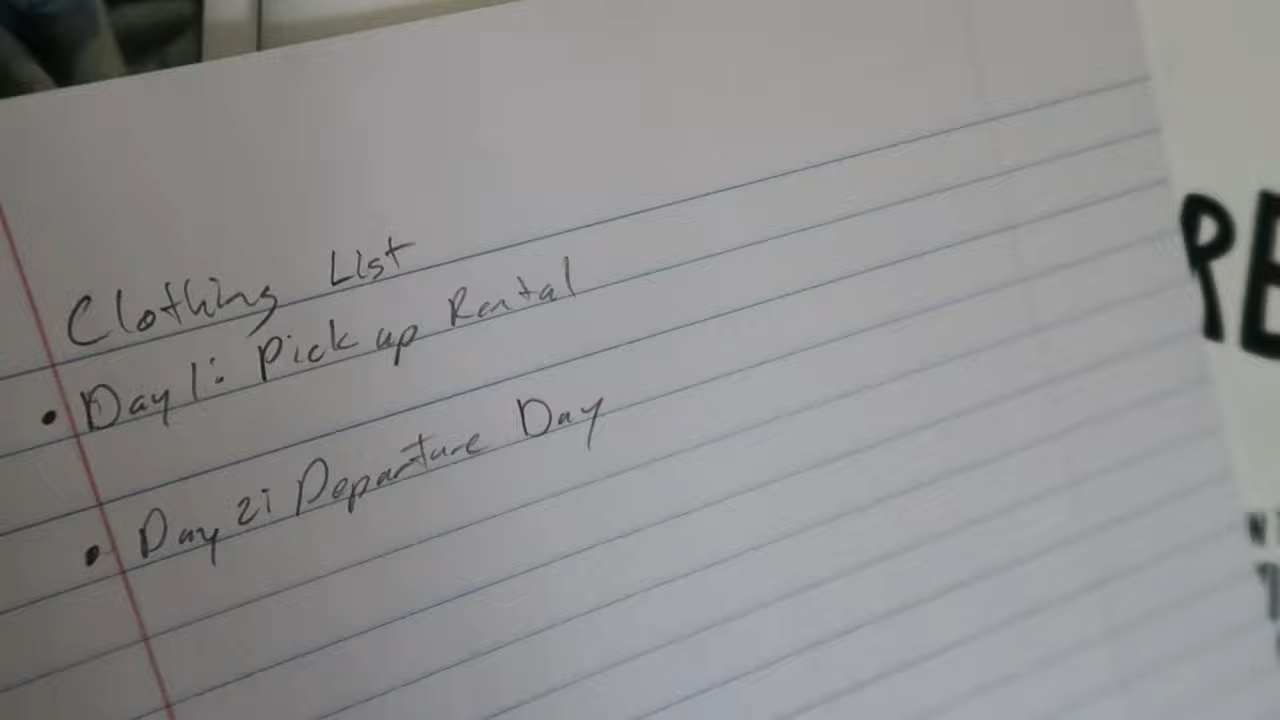 Clothing List
• Day 1: Pick up Rental
• Day 2: Departure Day